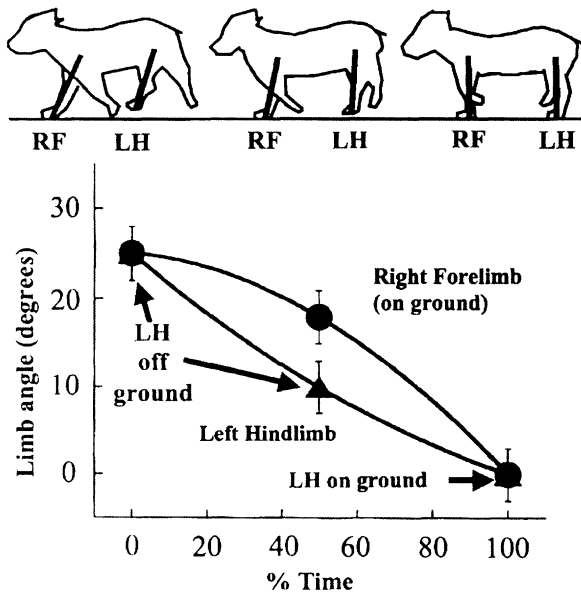 RF LH RF LH RF LH
30
20
10
0
Limb angle (degrees)
Right Forelimb
(on ground)
LH
off
ground
Left Hindlimb
LH on ground
0 20 40 60 80 100
% Time